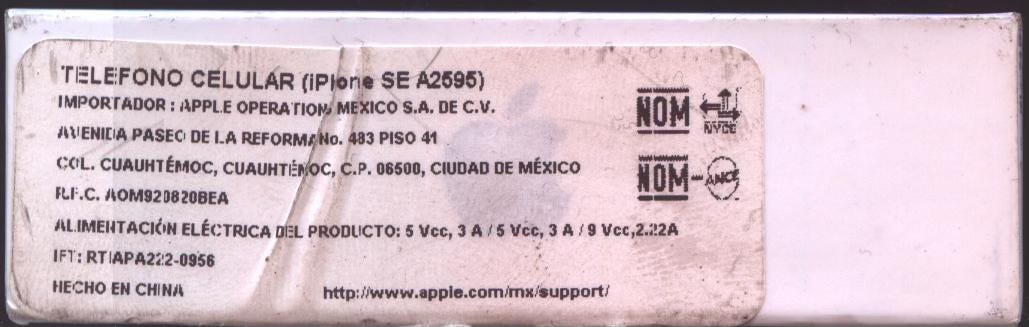 TELEFONO CELULAR (iPhone SE A2595)
IMPORTADOR : APPLE OPERATION MEXICO S.A. DE C.V.
AVENIDA PASEO DE LA REFORMA No. 483 PISO 41
COL. CUAUHTÉMOC, CUAUHTÉMOC, C.P. 06500, CIUDAD DE MÉXICO
R.F.C. AOM920820BEA
ALIMENTACIÓN ELÉCTRICA DEL PRODUCTO: 5 Vcc, 3 A / 5 Vcc, 3 A / 9 Vcc,2.22A
IFT: RTIAPA222-0956
HECHO EN CHINA
http://www.apple.com/mx/support/
NOM NYCE
NOM-ANCE